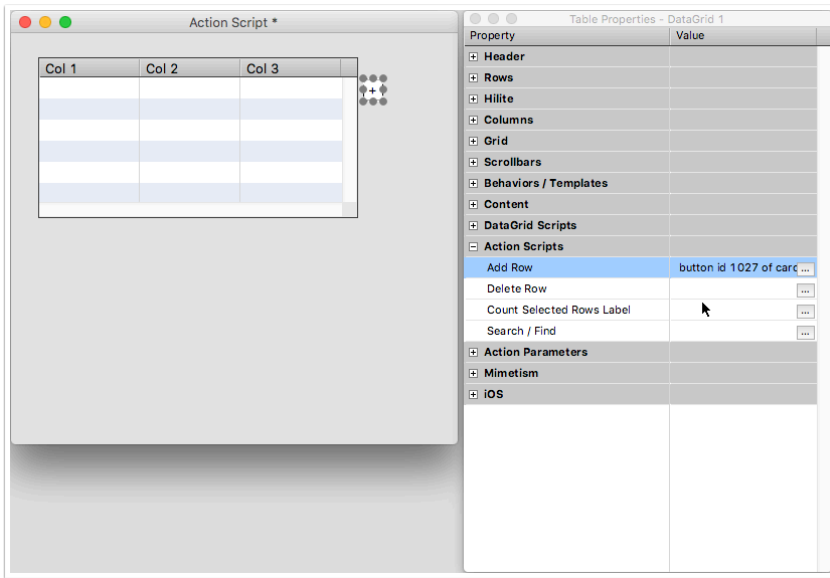 Action Script *
Col 1 Col 2 Col 3
+
Table Properties - DataGrid 1
Property Value
Header
Rows
Hilite
Columns
Grid
Scrollbars
Behaviors / Templates
Content
DataGrid Scripts
Action Scripts
Add Row button id 1027 of card ...
Delete Row ...
Count Selected Rows Label ...
Search / Find ...
Action Parameters
Mimetism
iOS